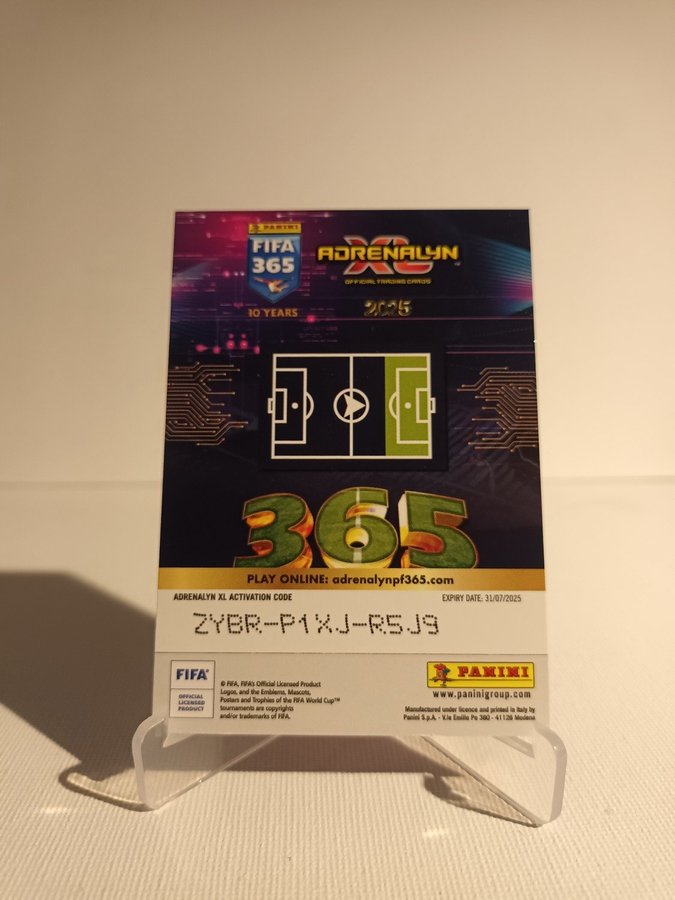 PANINI
FIFA
365
10 YEARS
ADRENALYN
XL™
OFFICIAL TRADING CARDS
2025
365
PLAY ONLINE: adrenalynpf365.com
ADRENALYN XL ACTIVATION CODE
EXPIRY DATE: 31/07/2025
ZYBR-P1XJ-R5J9
FIFA®
OFFICIAL
LICENSED
PRODUCT
© FIFA, FIFA's Official Licensed Product
Logos, and the Emblems, Mascots,
Posters and Trophies of the FIFA World Cup™
tournaments are copyrights
and/or trademarks of FIFA.
PANINI
www.paninigroup.com
Manufactured under licence and printed in Italy by
Panini S.p.A. - V.le Emilio Po 380 - 41126 Modena